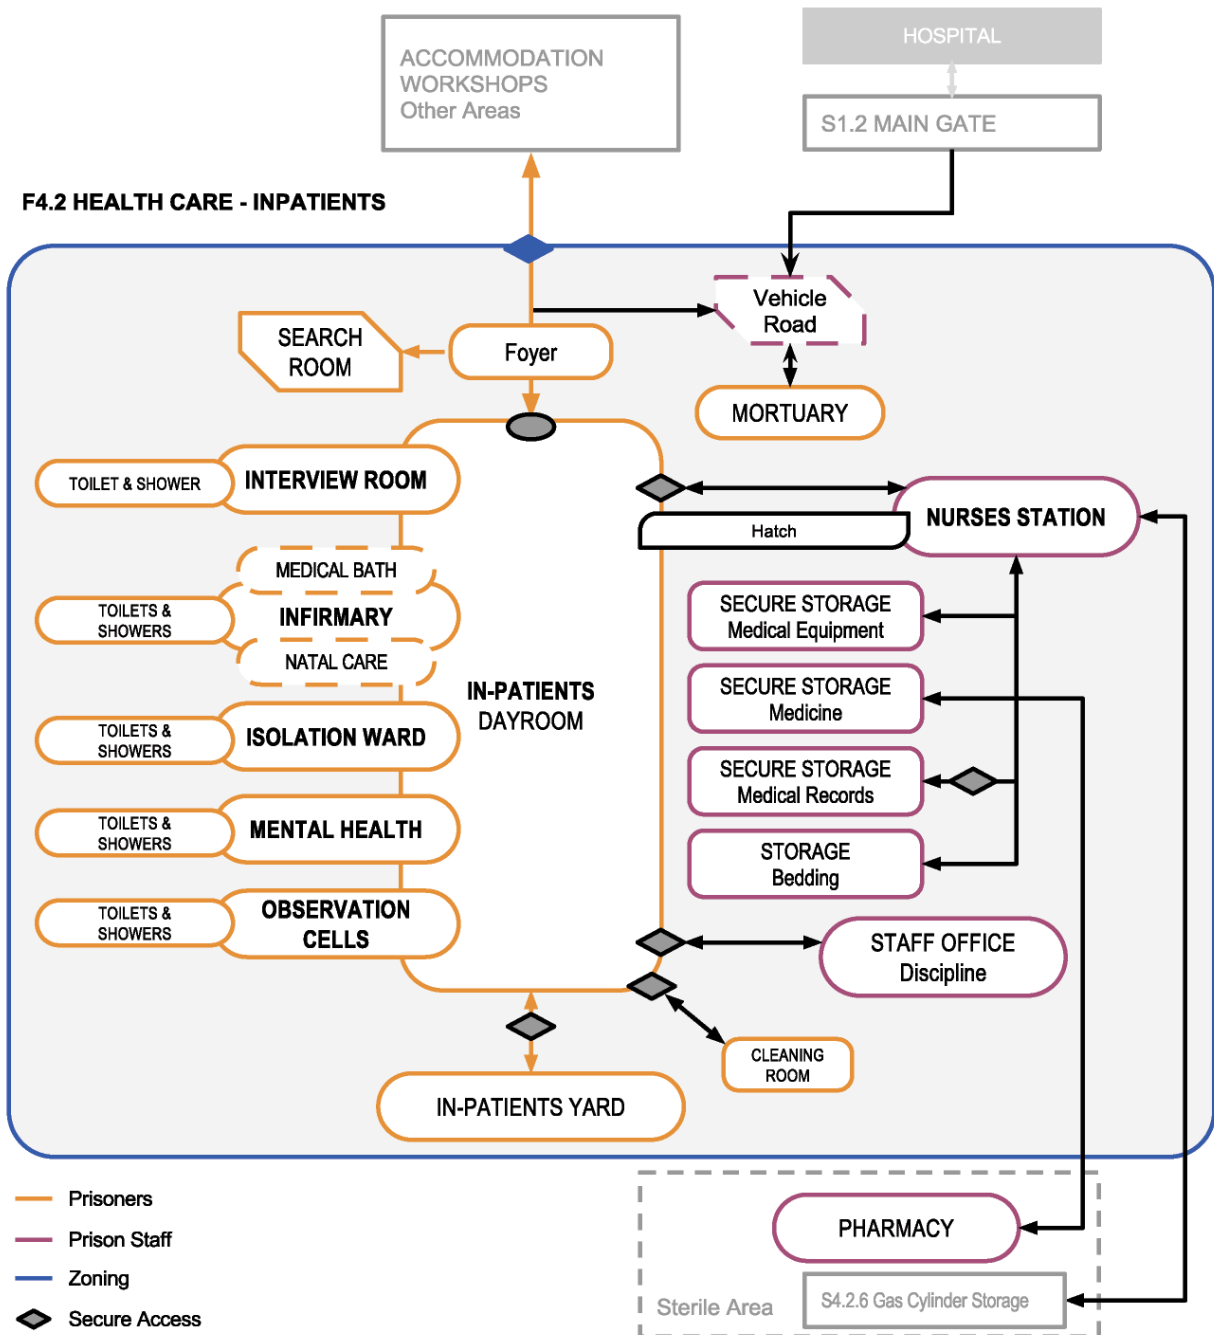 ACCOMMODATION
WORKSHOPS
Other Areas
HOSPITAL
S1.2 MAIN GATE
F4.2 HEALTH CARE - INPATIENTS
Vehicle
Road
SEARCH
ROOM
Foyer
MORTUARY
TOILET & SHOWER
INTERVIEW ROOM
NURSES STATION
Hatch
MEDICAL BATH
TOILETS &
SHOWERS
INFIRMARY
NATAL CARE
SECURE STORAGE
Medical Equipment
IN-PATIENTS
DAYROOM
SECURE STORAGE
Medicine
TOILETS &
SHOWERS
ISOLATION WARD
SECURE STORAGE
Medical Records
TOILETS &
SHOWERS
MENTAL HEALTH
STORAGE
Bedding
TOILETS &
SHOWERS
OBSERVATION
CELLS
STAFF OFFICE
Discipline
CLEANING
ROOM
IN-PATIENTS YARD
Prisoners
Prison Staff
Zoning
Secure Access
PHARMACY
Sterile Area
S4.2.6 Gas Cylinder Storage